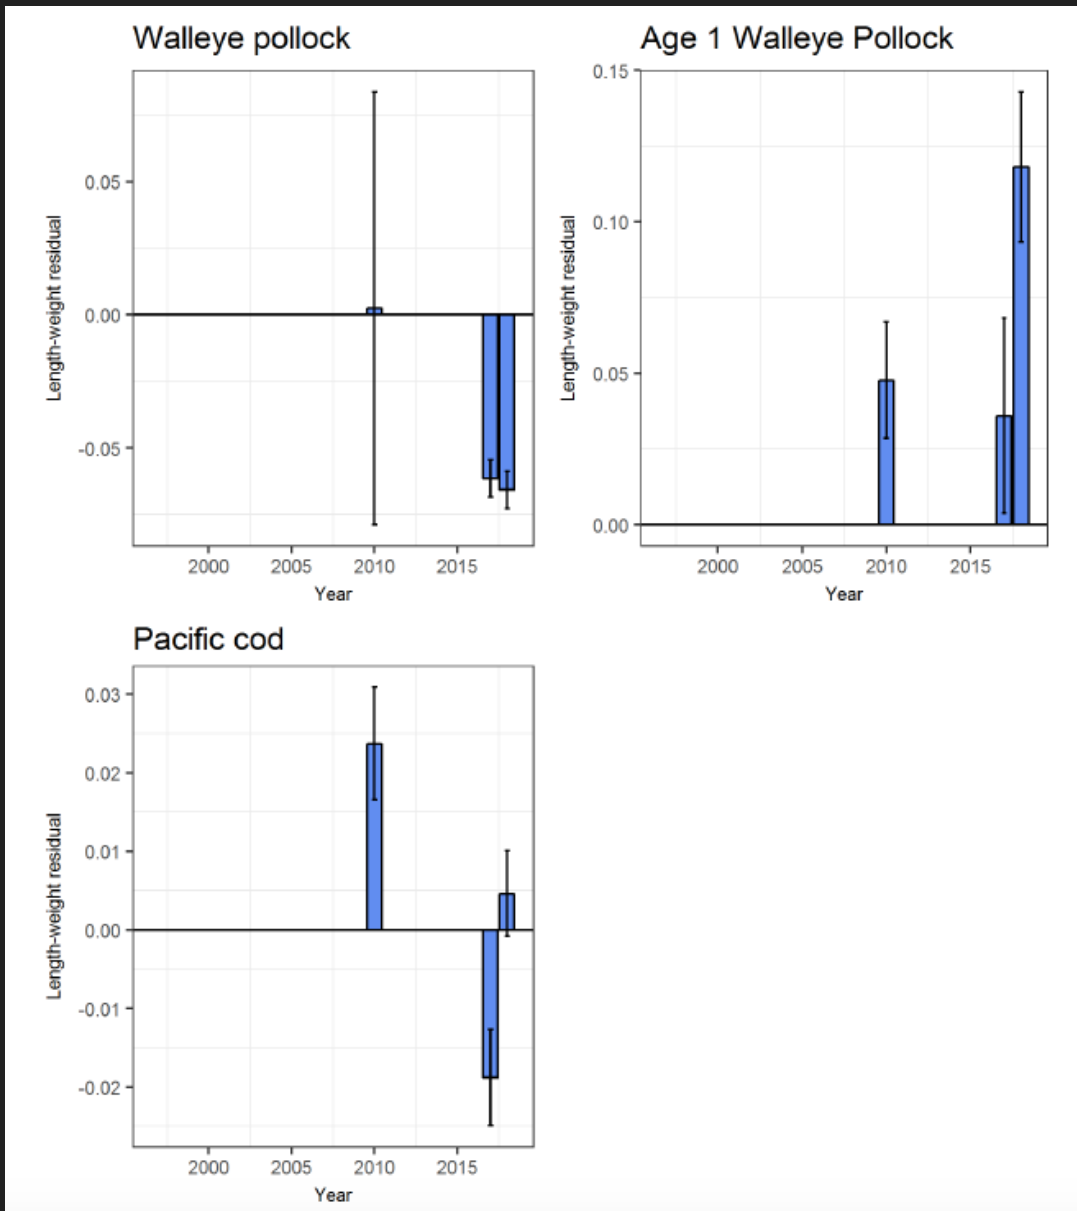 Walleye pollock
Length-weight residual
0.05
0.00
-0.05
2000 2005 2010 2015
Year
Age 1 Walleye Pollock
Length-weight residual
0.15
0.10
0.05
0.00
2000 2005 2010 2015
Year
Pacific cod
Length-weight residual
0.03
0.02
0.01
0.00
-0.01
-0.02
2000 2005 2010 2015
Year